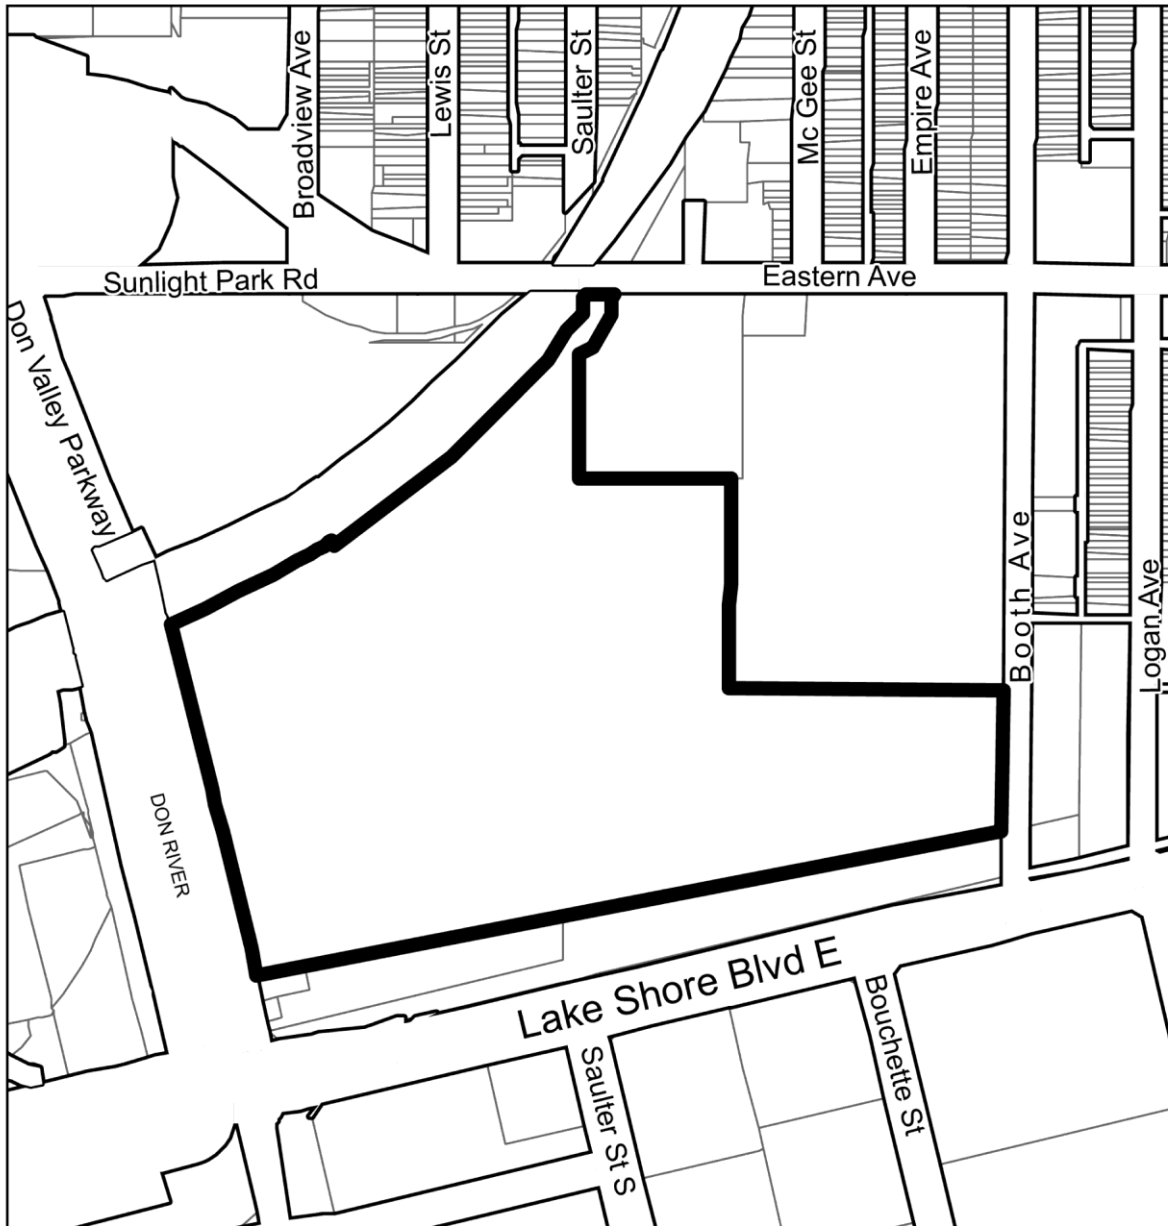 Broadview Ave
Lewis St
Saulter St
Mc Gee St
Empire Ave
Sunlight Park Rd
Eastern Ave
Don Valley Parkway
Booth Ave
Logan Ave
DON RIVER
Lake Shore Blvd E
Bouchette St
Saulter St S